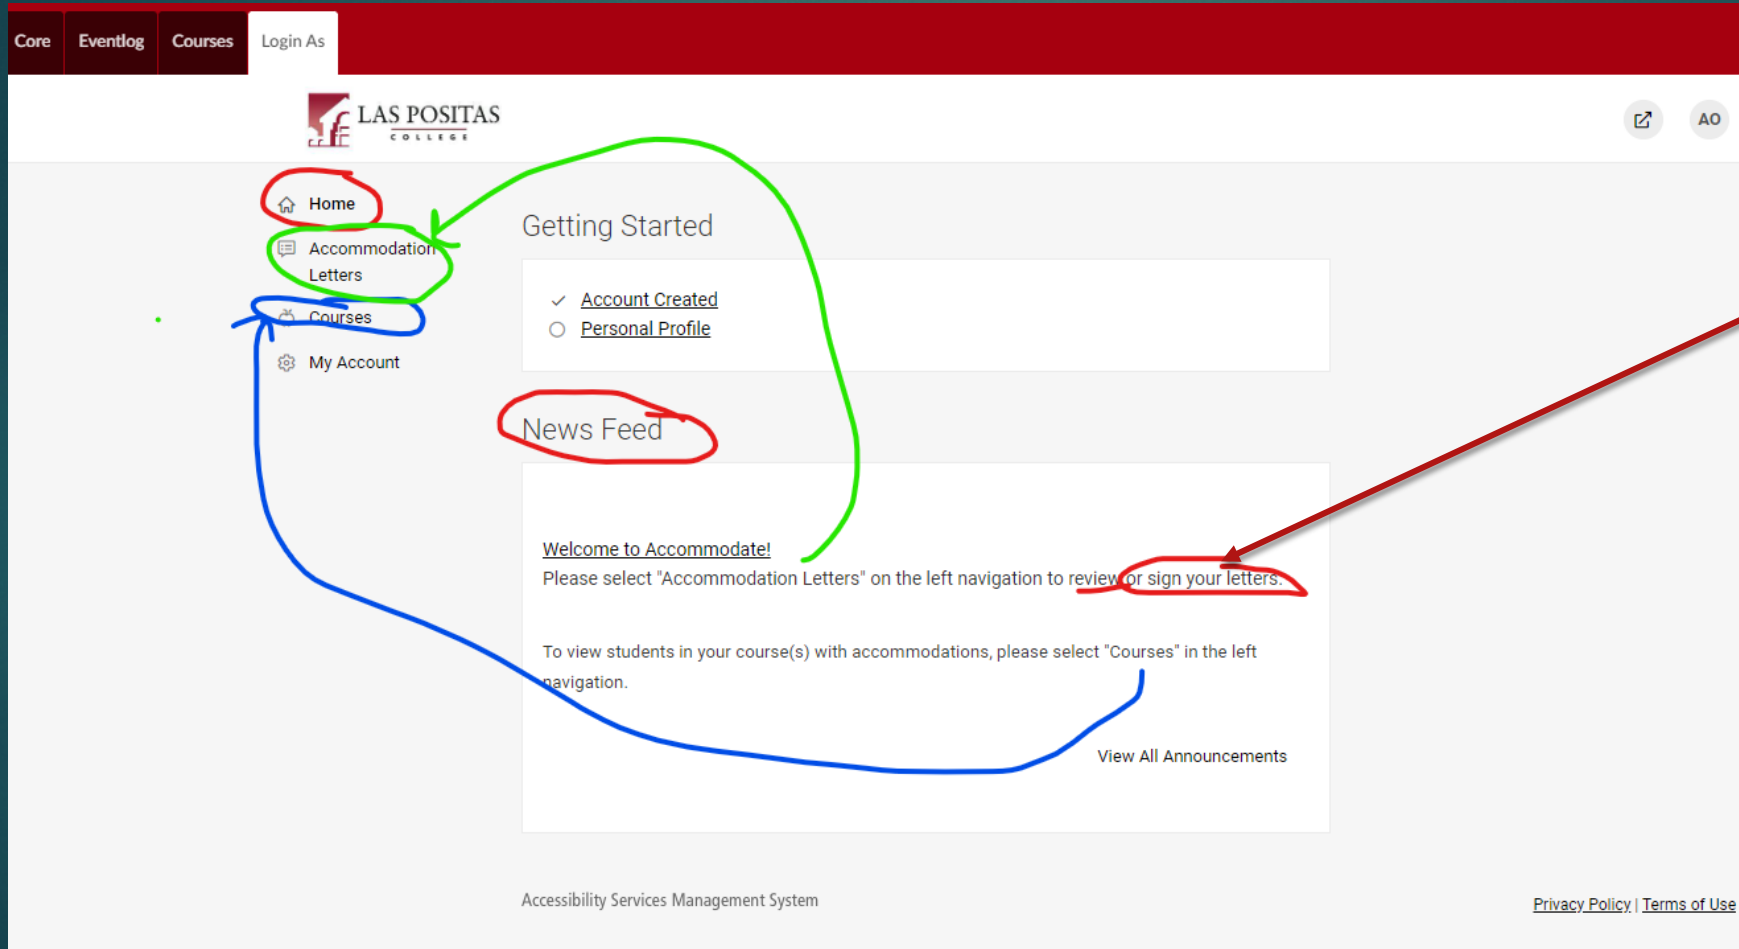 Core Eventlog Courses Login As
LAS POSITAS
COLLEGE
AO
Home
Accommodation
Letters
Courses
My Account
Getting Started
Account Created
Personal Profile
News Feed
Welcome to Accommodate!
Please select "Accommodation Letters" on the left navigation to review or sign your letters.
To view students in your course(s) with accommodations, please select "Courses" in the left
navigation.
View All Announcements
Accessibility Services Management System
Privacy Policy | Terms of Use